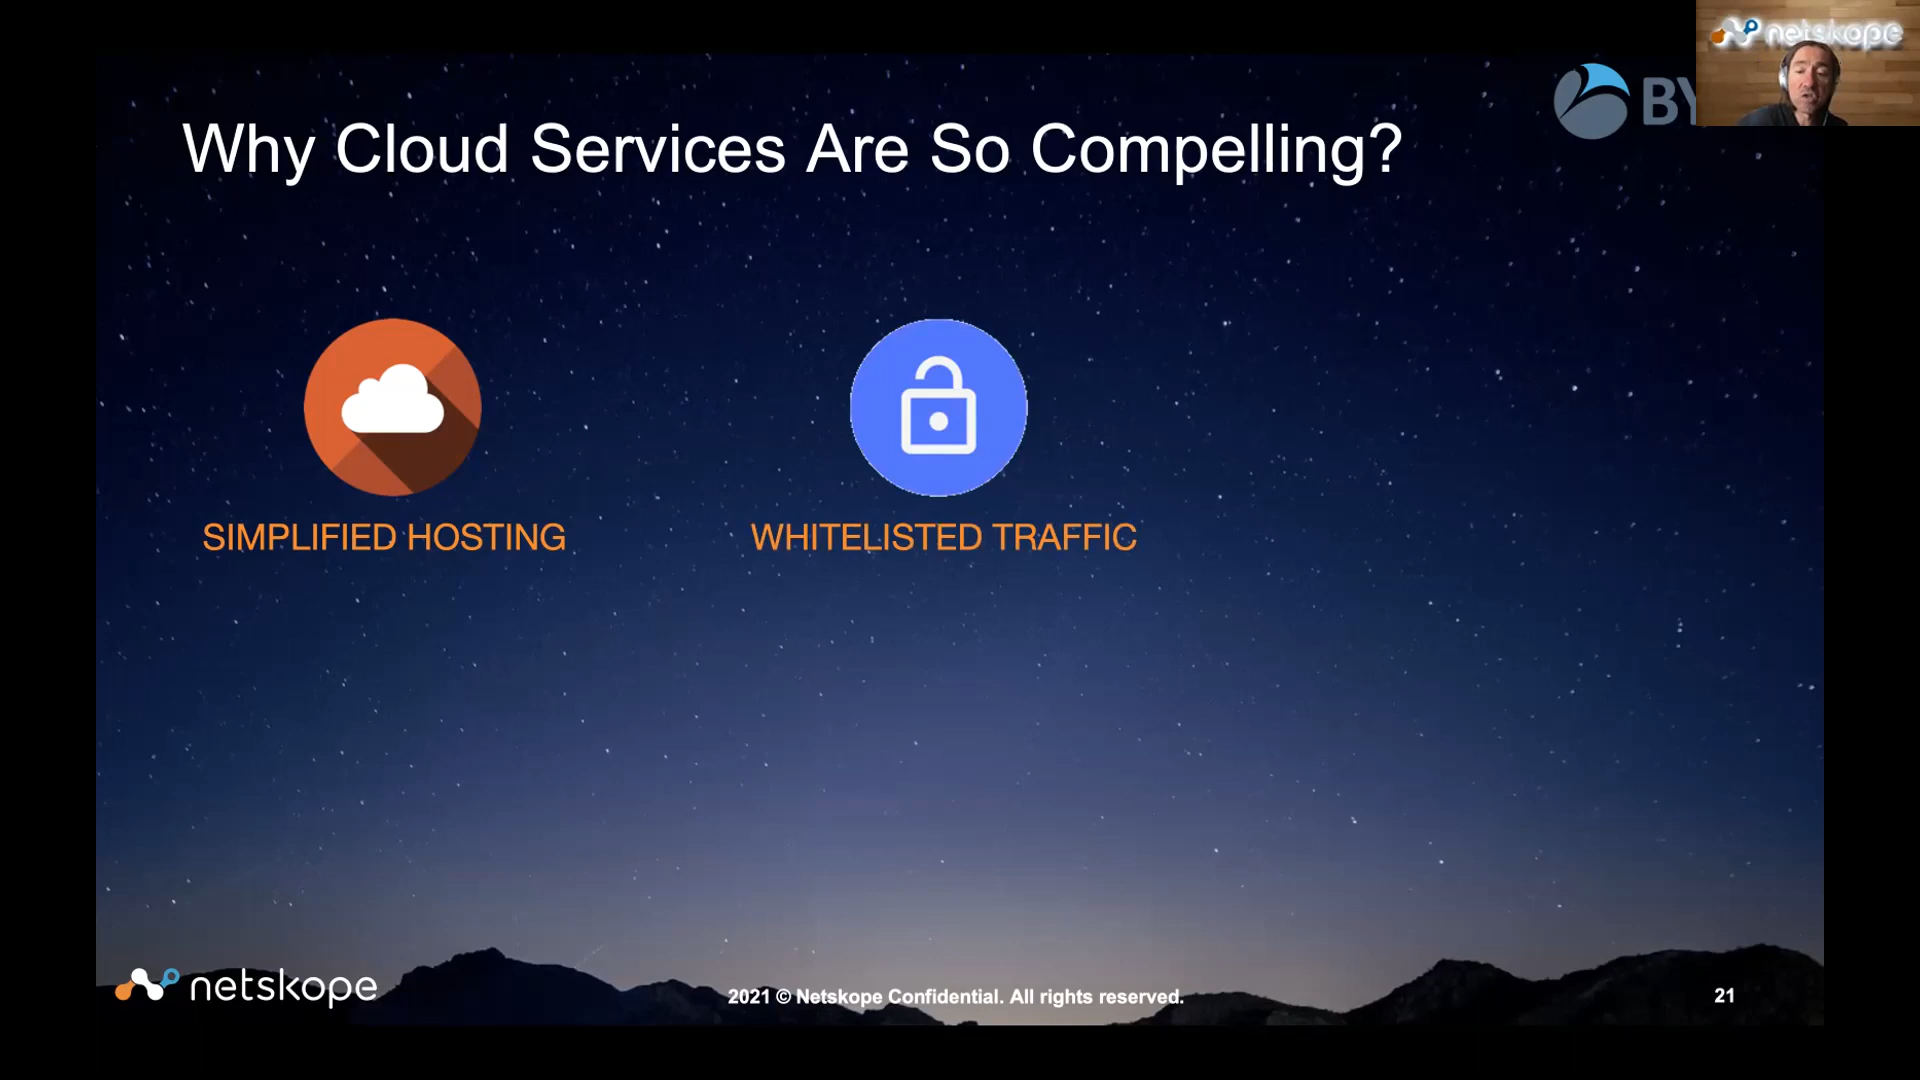 netskope
BY
Why Cloud Services Are So Compelling?
SIMPLIFIED HOSTING
WHITELISTED TRAFFIC
netskope
2021 © Netskope Confidential. All rights reserved.
21